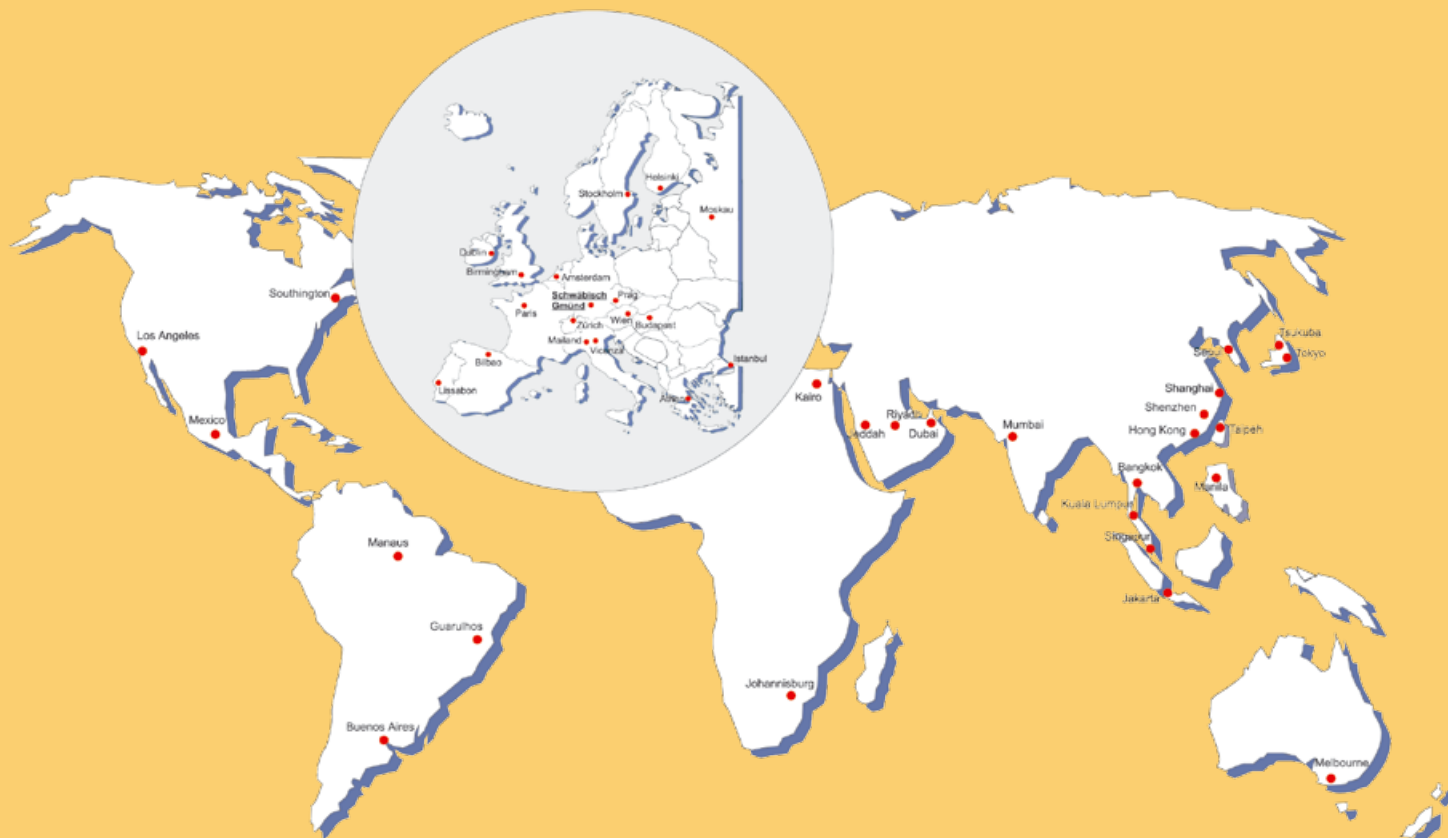 Helsinki
Stockholm
Moskau
Dublin
Birmingham
Amsterdam
Schwäbisch
Gmünd
Prag
Paris
Wien
Zürich
Budapest
Mailand
Vicenza
Bilbao
Istanbul
Lissabon
Athen
Southington
Los Angeles
Mexico
Manaus
Guarulhos
Buenos Aires
Kairo
Riyadh
Jeddah
Dubai
Johannisburg
Mumbai
Tsukuba
Seoul
Tokyo
Shanghai
Shenzhen
Hong Kong
Taipeh
Bangkok
Manila
Kuala Lumpur
Singapur
Jakarta
Melbourne